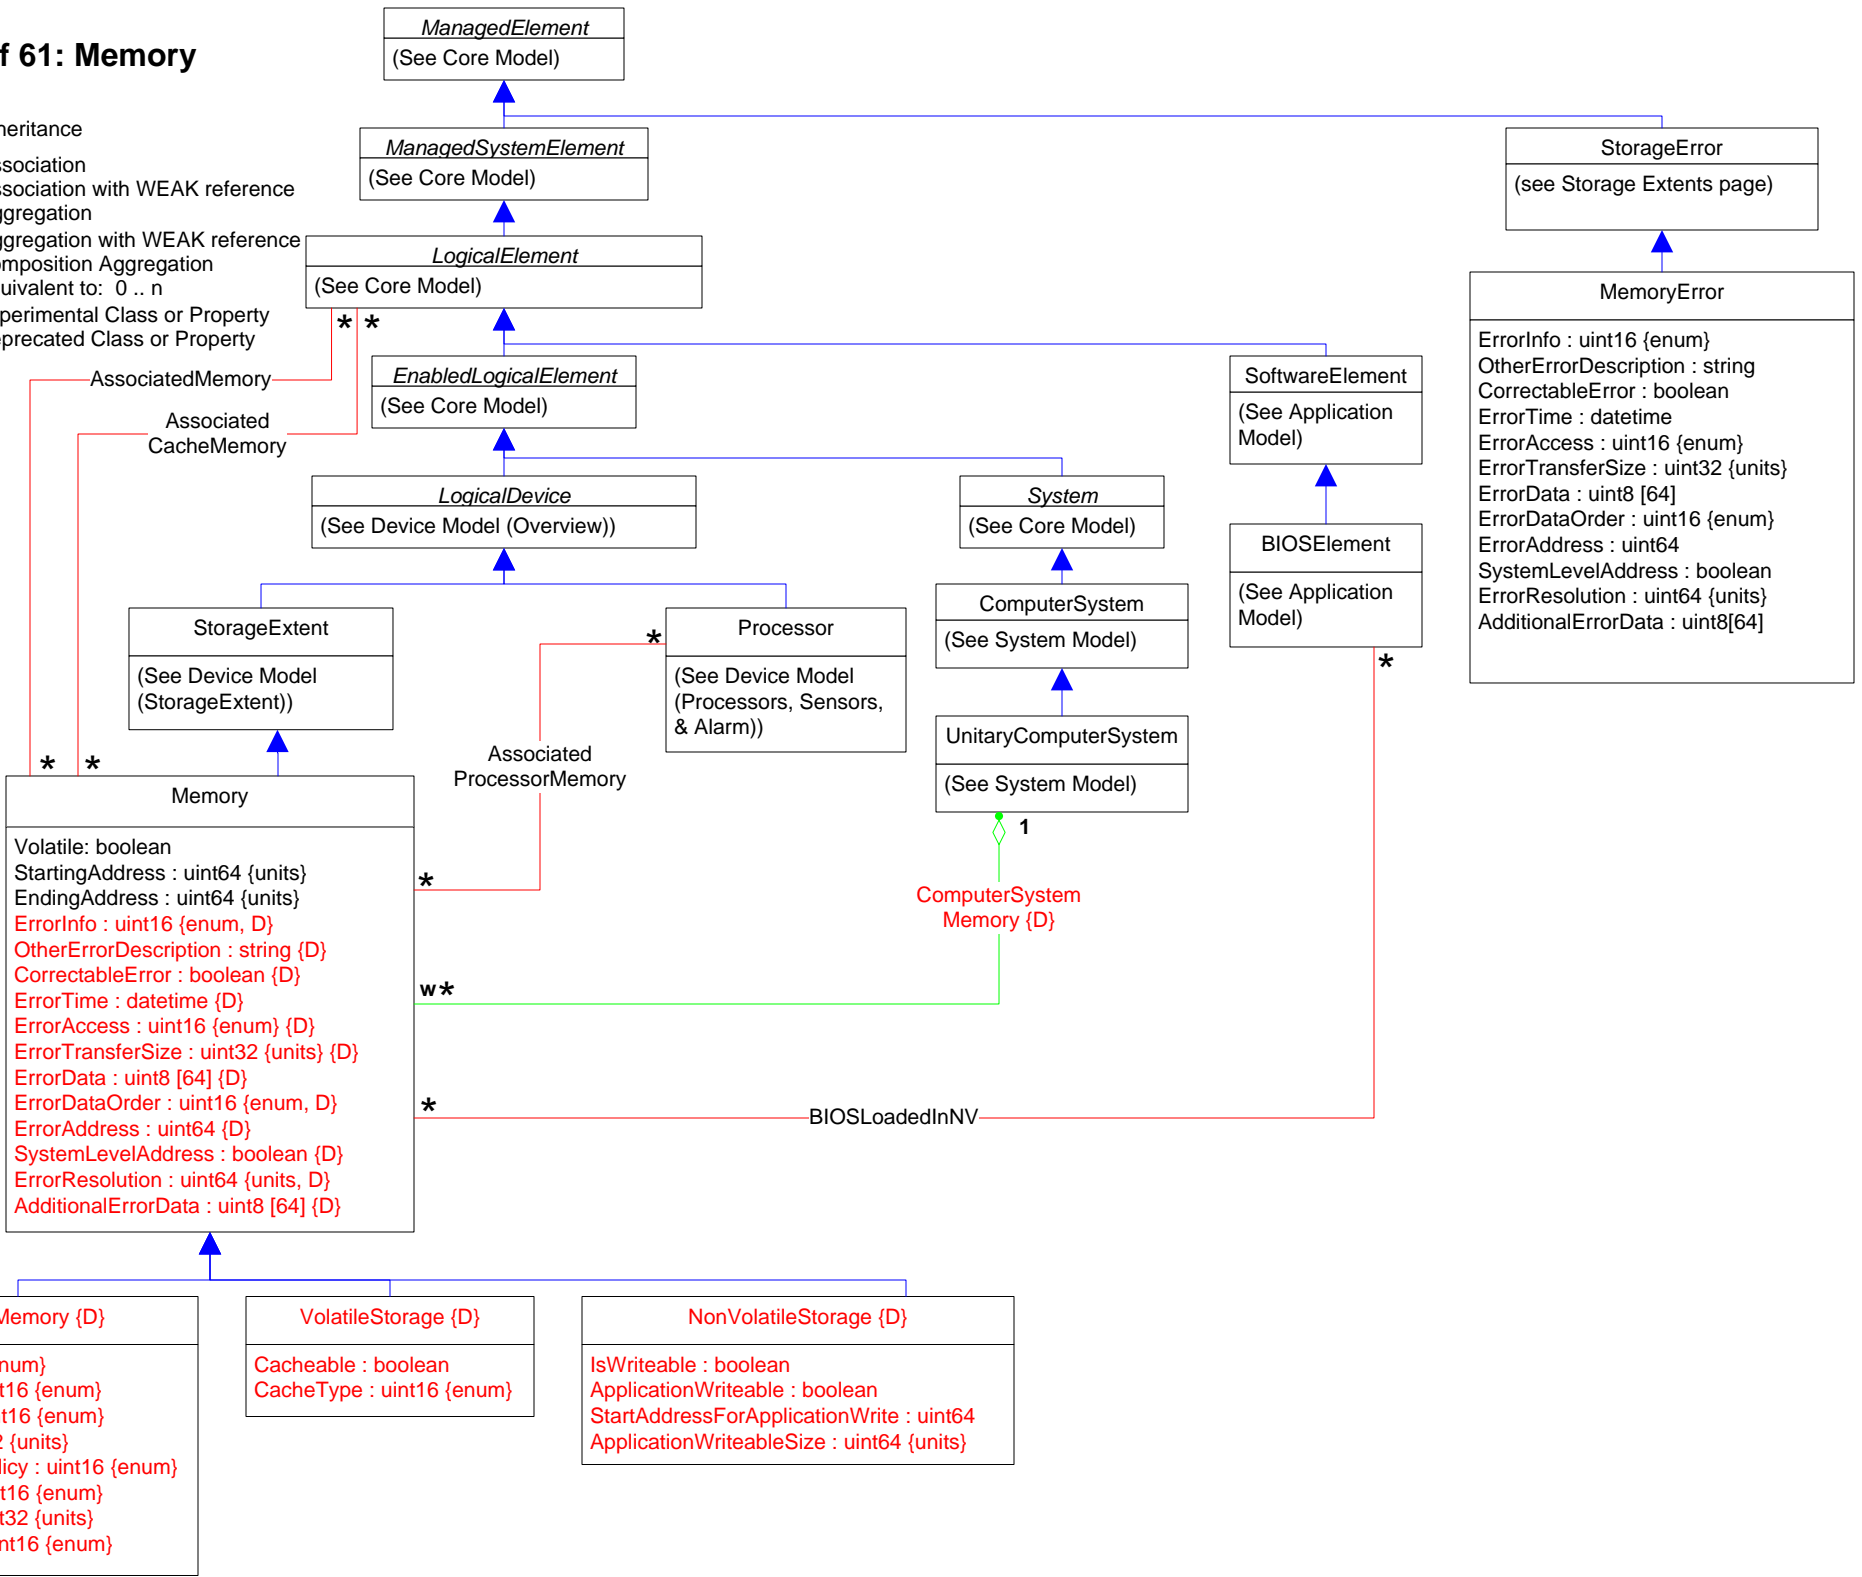 f 61: Memory
heritance
ssociation
ssociation with WEAK reference
ggregation
ggregation with WEAK reference
omposition Aggregation
quivalent to: 0 .. n
xperimental Class or Property
eprecated Class or Property
ManagedElement
(See Core Model)
ManagedSystemElement
(See Core Model)
StorageError
(see Storage Extents page)
LogicalElement
(See Core Model)
* *
MemoryError
ErrorInfo : uint16 {enum}
OtherErrorDescription : string
CorrectableError : boolean
ErrorTime : datetime
ErrorAccess : uint16 {enum}
ErrorTransferSize : uint32 {units}
ErrorData : uint8 [64]
ErrorDataOrder : uint16 {enum}
ErrorAddress : uint64
SystemLevelAddress : boolean
ErrorResolution : uint64 {units}
AdditionalErrorData : uint8[64]
AssociatedMemory
Associated
CacheMemory
EnabledLogicalElement
(See Core Model)
SoftwareElement
(See Application
Model)
LogicalDevice
(See Device Model (Overview))
System
(See Core Model)
BIOSElement
(See Application
Model)
*
StorageExtent
(See Device Model
(StorageExtent))
*
Processor
(See Device Model
(Processors, Sensors,
& Alarm))
ComputerSystem
(See System Model)
UnitaryComputerSystem
(See System Model)
1
Associated
ProcessorMemory
* *
Memory
Volatile: boolean
StartingAddress : uint64 {units}
EndingAddress : uint64 {units}
ErrorInfo : uint16 {enum, D}
OtherErrorDescription : string {D}
CorrectableError : boolean {D}
ErrorTime : datetime {D}
ErrorAccess : uint16 {enum} {D}
ErrorTransferSize : uint32 {units} {D}
ErrorData : uint8 [64] {D}
ErrorDataOrder : uint16 {enum, D}
ErrorAddress : uint64 {D}
SystemLevelAddress : boolean {D}
ErrorResolution : uint64 {units, D}
AdditionalErrorData : uint8 [64] {D}
*
ComputerSystem
Memory {D}
w*
*
BIOSLoadedInNV
Memory {D}
num}
t16 {enum}
t16 {enum}
2 {units}
licy : uint16 {enum}
t16 {enum}
t32 {units}
nt16 {enum}
VolatileStorage {D}
Cacheable : boolean
CacheType : uint16 {enum}
NonVolatileStorage {D}
IsWriteable : boolean
ApplicationWriteable : boolean
StartAddressForApplicationWrite : uint64
ApplicationWriteableSize : uint64 {units}